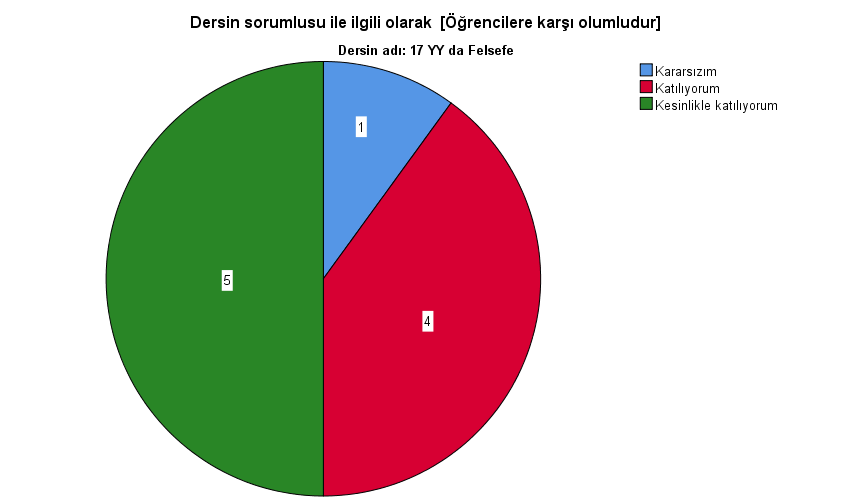 Dersin sorumlusu ile ilgili olarak  [Öğrencilere karşı olumludur]
Dersin adı: 17 YY da Felsefe
Kararsızım
Katılıyorum
Kesinlikle katılıyorum
1
5
4